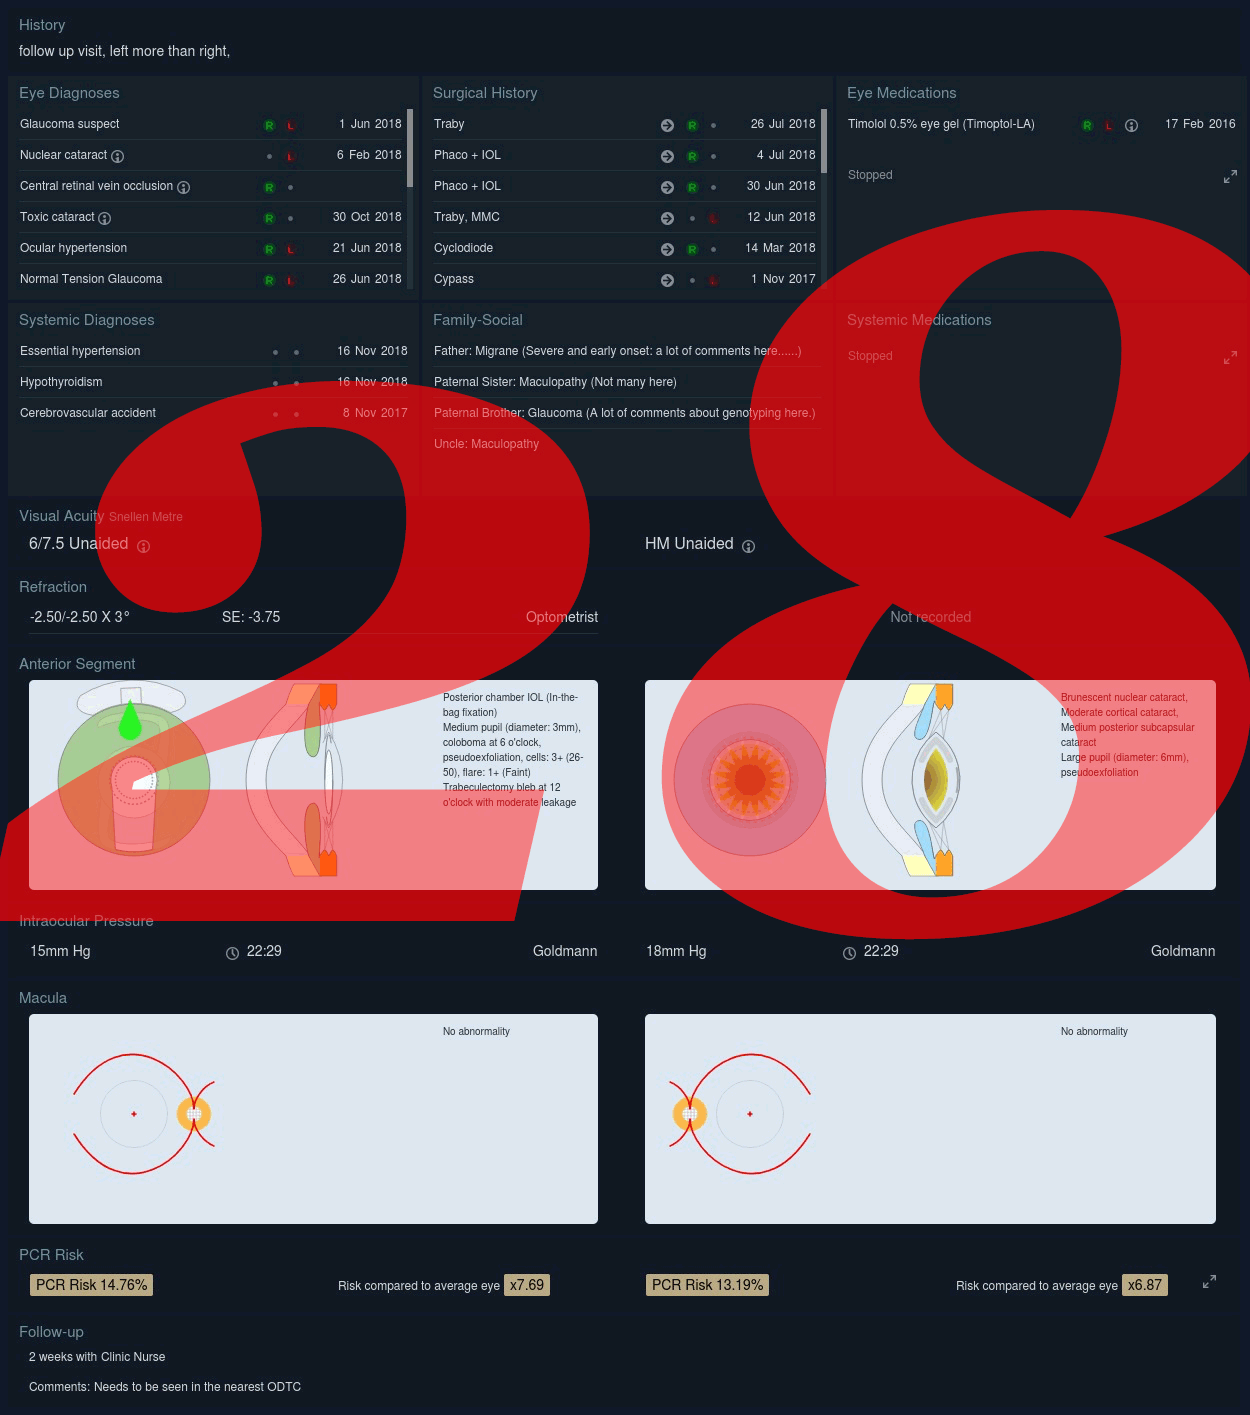 History
follow up visit, left more than right,
Eye Diagnoses
Glaucoma suspect R L 1 Jun 2018
Nuclear cataract L 6 Feb 2018
Central retinal vein occlusion R
Toxic cataract R 30 Oct 2018
Ocular hypertension R L 21 Jun 2018
Normal Tension Glaucoma R L 26 Jun 2018
Surgical History
Traby R 26 Jul 2018
Phaco + IOL R 4 Jul 2018
Phaco + IOL R 30 Jun 2018
Traby, MMC L 12 Jun 2018
Cyclodiode R 14 Mar 2018
Cypass L 1 Nov 2017
Eye Medications
Timolol 0.5% eye gel (Timoptol-LA) R L 17 Feb 2016
Stopped
Systemic Diagnoses
Essential hypertension 16 Nov 2018
Hypothyroidism 16 Nov 2018
Cerebrovascular accident 8 Nov 2017
Family-Social
Father: Migrane (Severe and early onset: a lot of comments here......)
Paternal Sister: Maculopathy (Not many here)
Paternal Brother: Glaucoma (A lot of comments about genotyping here.)
Uncle: Maculopathy
Systemic Medications
Stopped
28
Visual Acuity Snellen Metre
6/7.5 Unaided
HM Unaided
Refraction
-2.50/-2.50 X 3° SE: -3.75 Optometrist
Not recorded
Anterior Segment
Posterior chamber IOL (In-the-
bag fixation)
Medium pupil (diameter: 3mm),
coloboma at 6 o'clock,
pseudoexfoliation, cells: 3+ (26-
50), flare: 1+ (Faint)
Trabeculectomy bleb at 12
o'clock with moderate leakage
Brunescent nuclear cataract,
Moderate cortical cataract,
Medium posterior subcapsular
cataract
Large pupil (diameter: 6mm),
pseudoexfoliation
Intraocular Pressure
15mm Hg 22:29 Goldmann
18mm Hg 22:29 Goldmann
Macula
No abnormality
No abnormality
PCR Risk
PCR Risk 14.76% Risk compared to average eye x7.69
PCR Risk 13.19% Risk compared to average eye x6.87
Follow-up
2 weeks with Clinic Nurse
Comments: Needs to be seen in the nearest ODTC